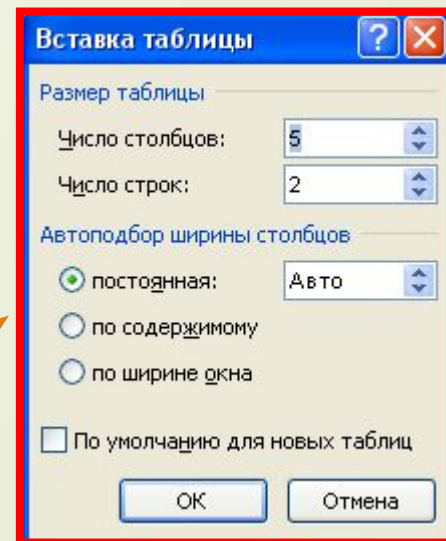 Вставка таблицы
Размер таблицы
Число столбцов: 5
Число строк: 2
Автоподбор ширины столбцов
постоянная: Авто
по содержимому
по ширине окна
По умолчанию для новых таблиц
ОК Отмена